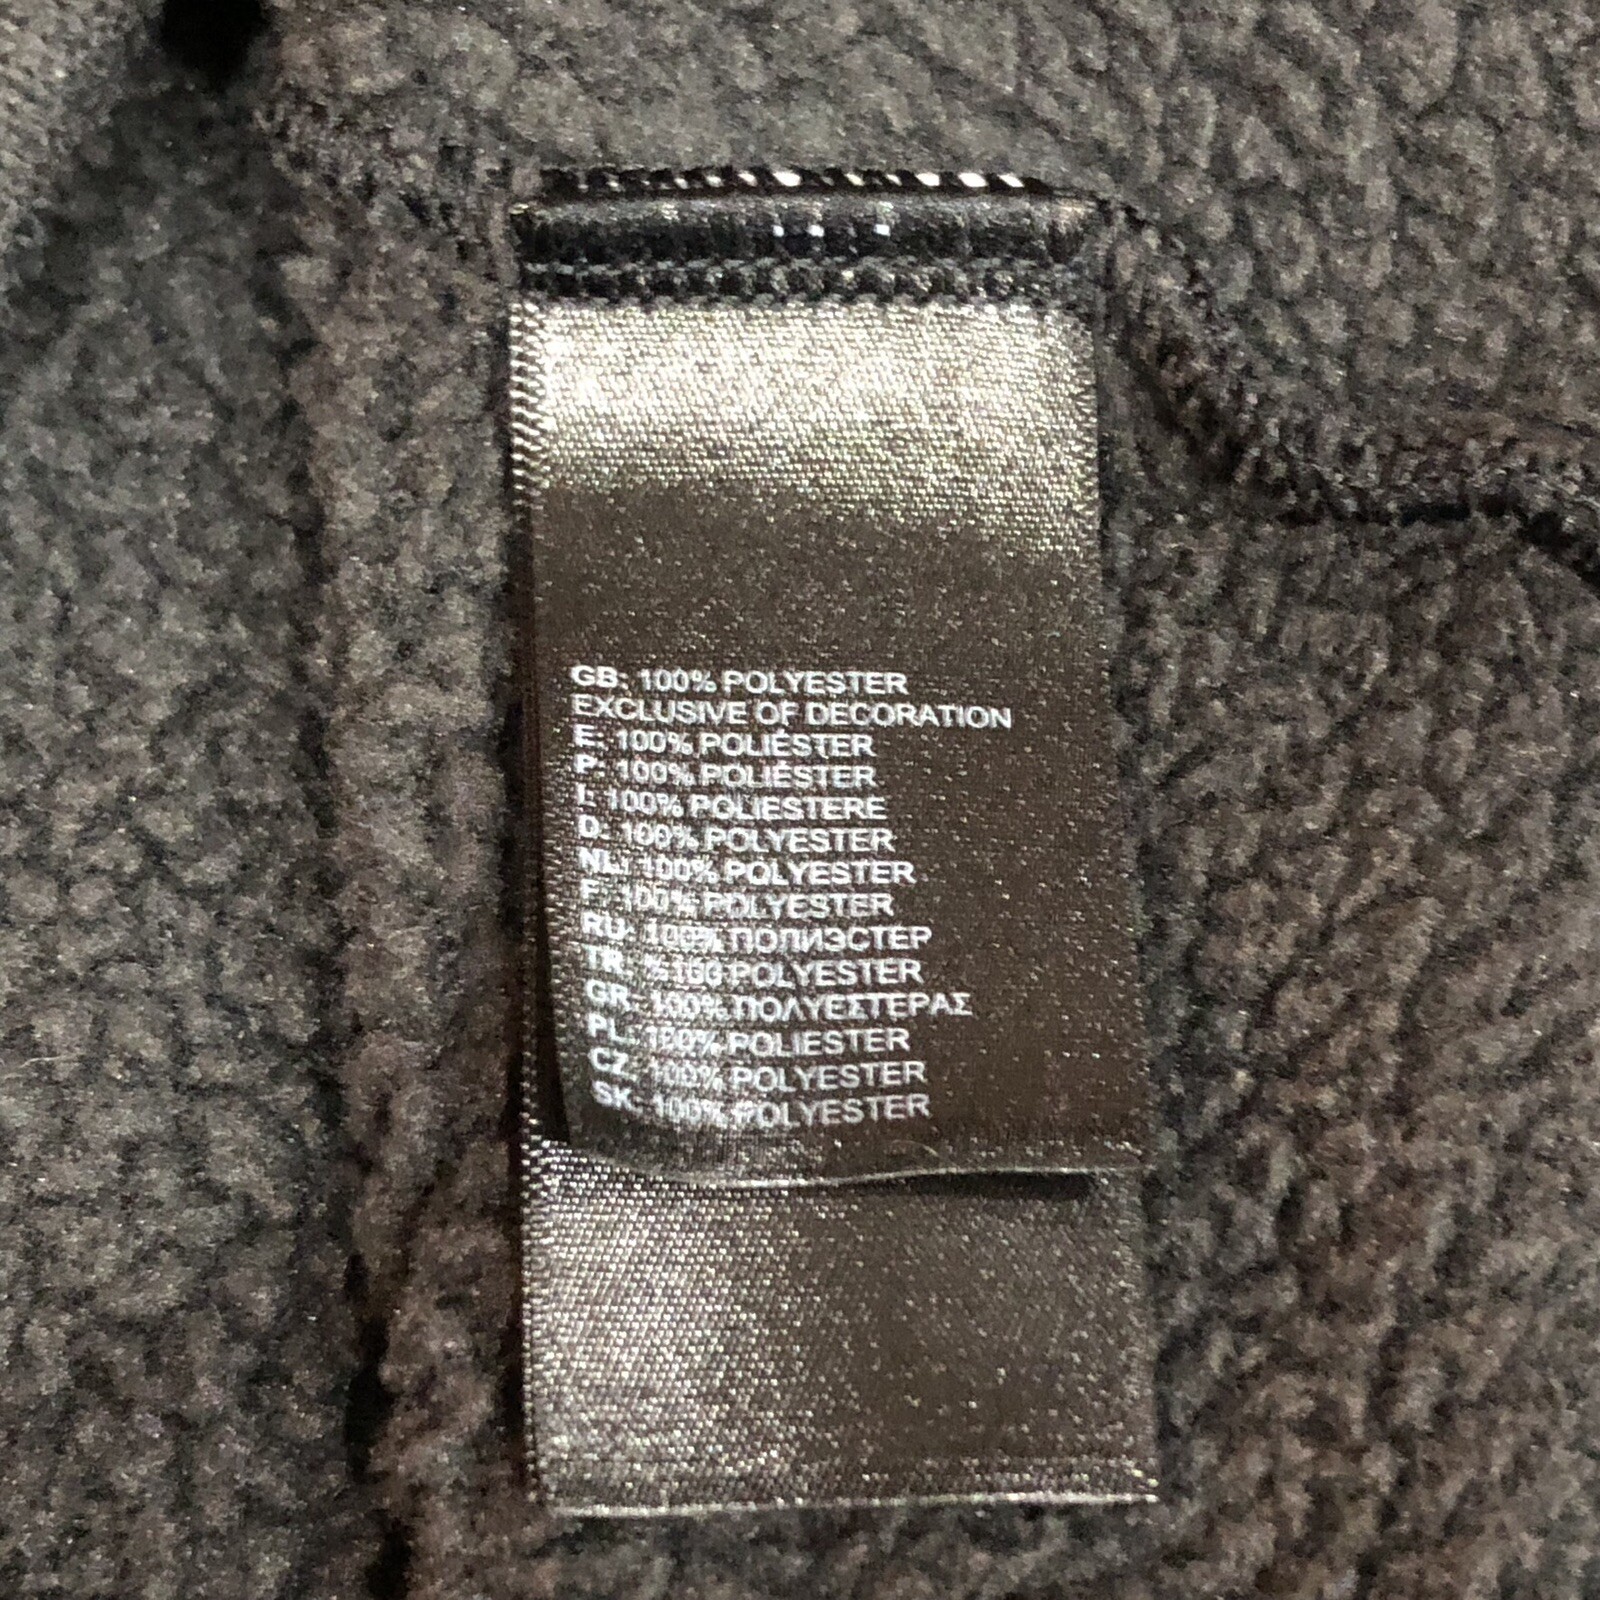 GB: 100% POLYESTER
EXCLUSIVE OF DECORATION
E: 100% POLIÉSTER
P: 100% POLIÉSTER
I: 100% POLIESTERE
D: 100% POLYESTER
NL: 100% POLYESTER
F: 100% POLYESTER
RU: 100% ПОЛИЭСТЕР
TR: %100 POLYESTER
GR: 100% ΠΟΛΥΕΣΤΕΡΑΣ
PL: 100% POLIESTER
CZ: 100% POLYESTER
SK: 100% POLYESTER